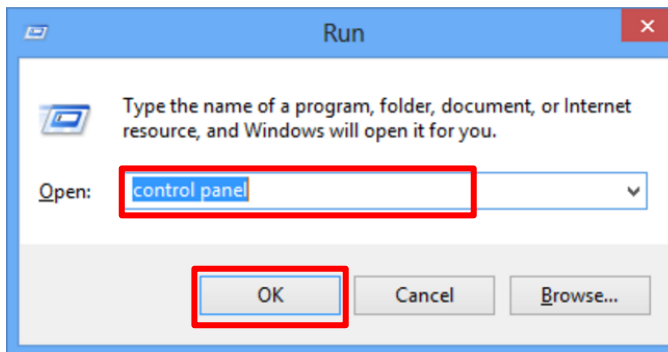 Run
Type the name of a program, folder, document, or Internet
resource, and Windows will open it for you.
Open: control panel
OK Cancel Browse...